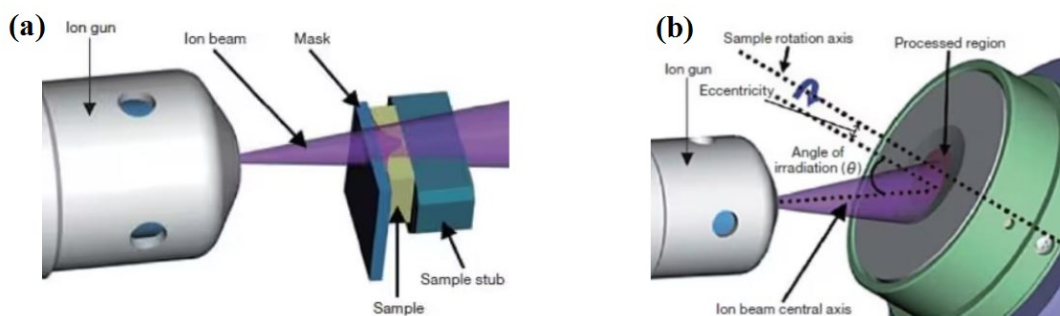 (a)
Ion gun
Ion beam
Mask
Sample stub
Sample
(b)
Sample rotation axis
Processed region
Ion gun
Eccentricity
Angle of
irradiation (θ)
Ion beam central axis